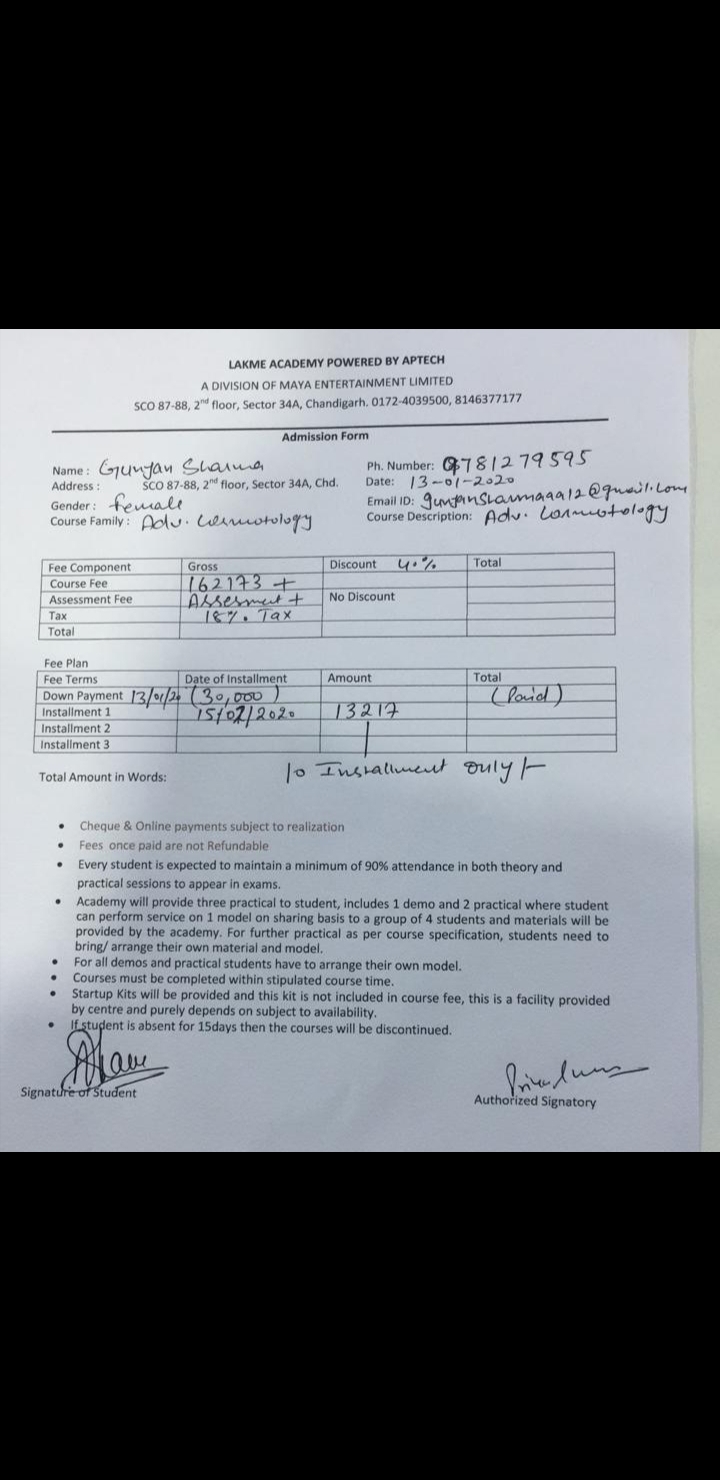 LAKME ACADEMY POWERED BY APTECH
A DIVISION OF MAYA ENTERTAINMENT LIMITED
SCO 87-88, 2nd floor, Sector 34A, Chandigarh. 0172-4039500, 8146377177
Admission Form
Name : Gunjan Sharma Ph. Number: 9781279595
Address : SCO 87-88, 2nd floor, Sector 34A, Chd. Date: 13-01-2020
Gender : female Email ID: gunjansharmaaa12@gmail.com
Course Family : Adv. Cosmotology Course Description: Adv. Cosmotology
Fee Component Gross Discount 40% Total
Course Fee 162173 +
Assessment Fee Assesment + No Discount
Tax 18% Tax
Total
Fee Plan
Fee Terms Date of Installment Amount Total
Down Payment 13/01/20 (30,000) (Paid)
Installment 1 15/02/2020 13217
Installment 2
Installment 3
Total Amount in Words: 10 Installment only/-
• Cheque & Online payments subject to realization
• Fees once paid are not Refundable
• Every student is expected to maintain a minimum of 90% attendance in both theory and
practical sessions to appear in exams.
• Academy will provide three practical to student, includes 1 demo and 2 practical where student
can perform service on 1 model on sharing basis to a group of 4 students and materials will be
provided by the academy. For further practical as per course specification, students need to
bring/ arrange their own material and model.
• For all demos and practical students have to arrange their own model.
• Courses must be completed within stipulated course time.
• Startup Kits will be provided and this kit is not included in course fee, this is a facility provided
by centre and purely depends on subject to availability.
• If student is absent for 15days then the courses will be discontinued.
Signature of Student
Authorized Signatory